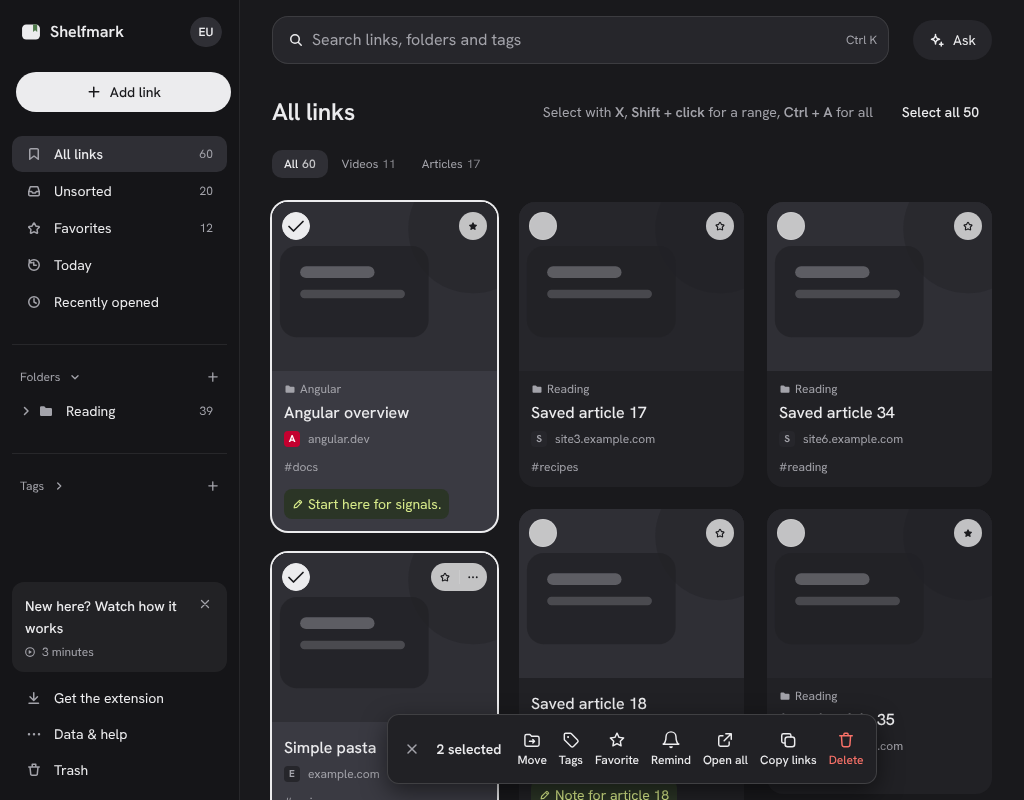 Shelfmark
EU
Add link
All links 60
Unsorted 20
Favorites 12
Today
Recently opened
Folders
Reading 39
Tags
New here? Watch how it
works
3 minutes
Get the extension
Data & help
Trash
Search links, folders and tags
Ctrl K
Ask
All links
Select with X, Shift + click for a range, Ctrl + A for all
Select all 50
All 60
Videos 11
Articles 17
Angular
Angular overview
A angular.dev
#docs
Start here for signals.
Reading
Saved article 17
S site3.example.com
#recipes
Reading
Saved article 34
S site6.example.com
#reading
Simple pasta
E example.com
Saved article 18
Note for article 18
Reading
35
.com
2 selected
Move
Tags
Favorite
Remind
Open all
Copy links
Delete